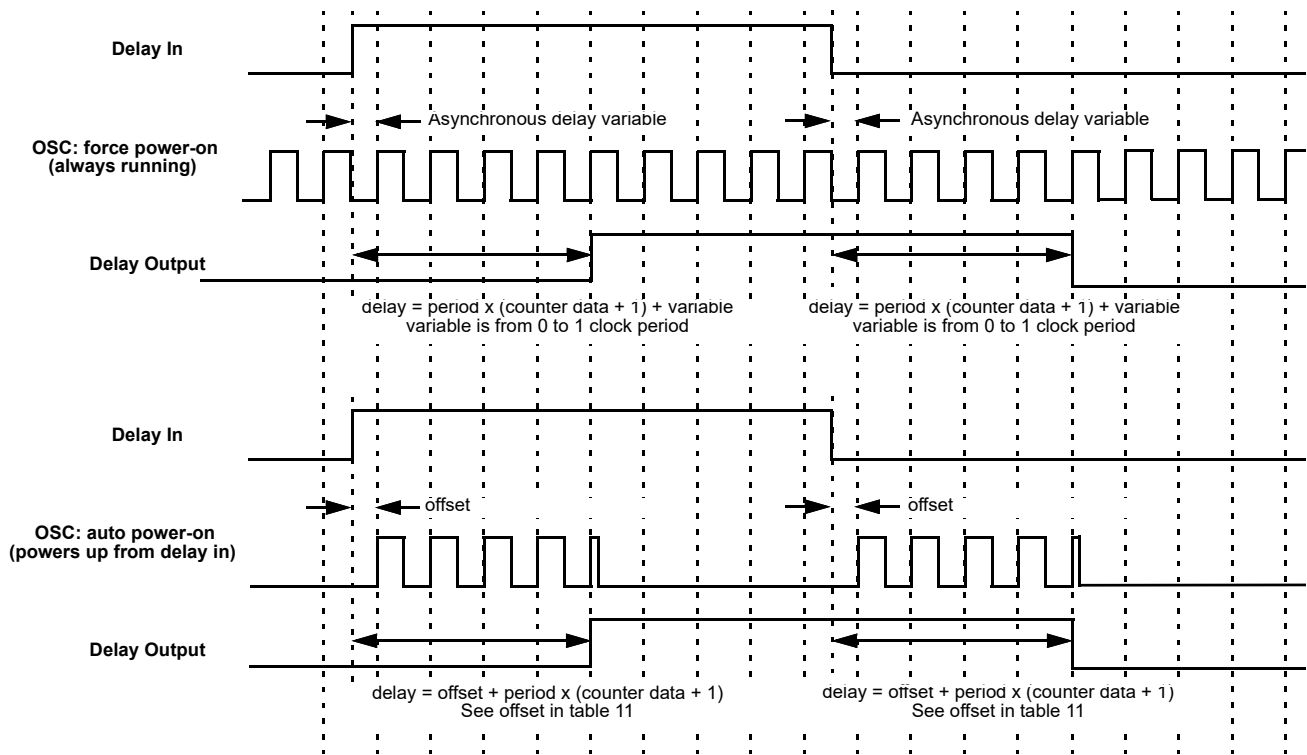 Delay In
Asynchronous delay variable
Asynchronous delay variable
OSC: force power-on
(always running)
Delay Output
delay = period x (counter data + 1) + variable
variable is from 0 to 1 clock period
delay = period x (counter data + 1) + variable
variable is from 0 to 1 clock period
Delay In
offset
offset
OSC: auto power-on
(powers up from delay in)
Delay Output
delay = offset + period x (counter data + 1)
See offset in table 11
delay = offset + period x (counter data + 1)
See offset in table 11